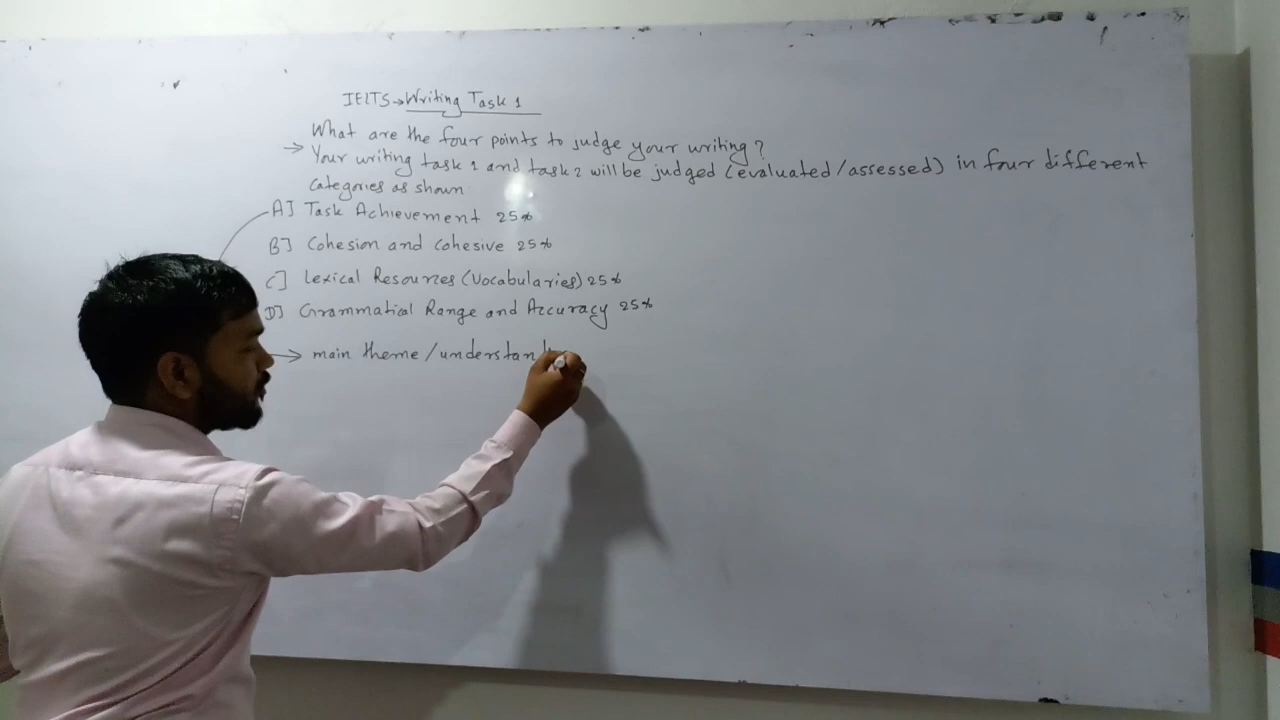 IELTS→Writing Task 1
What are the four points to judge your writing?
→ Your writing task 1 and task 2 will be judged (evaluated/assessed) in four different
categories as shown
A] Task Achievement 25%
B] Cohesion and cohesive 25%
C] Lexical Resources (Vocabularies) 25%
D] Grammatical Range and Accuracy 25%
→ main theme/understand